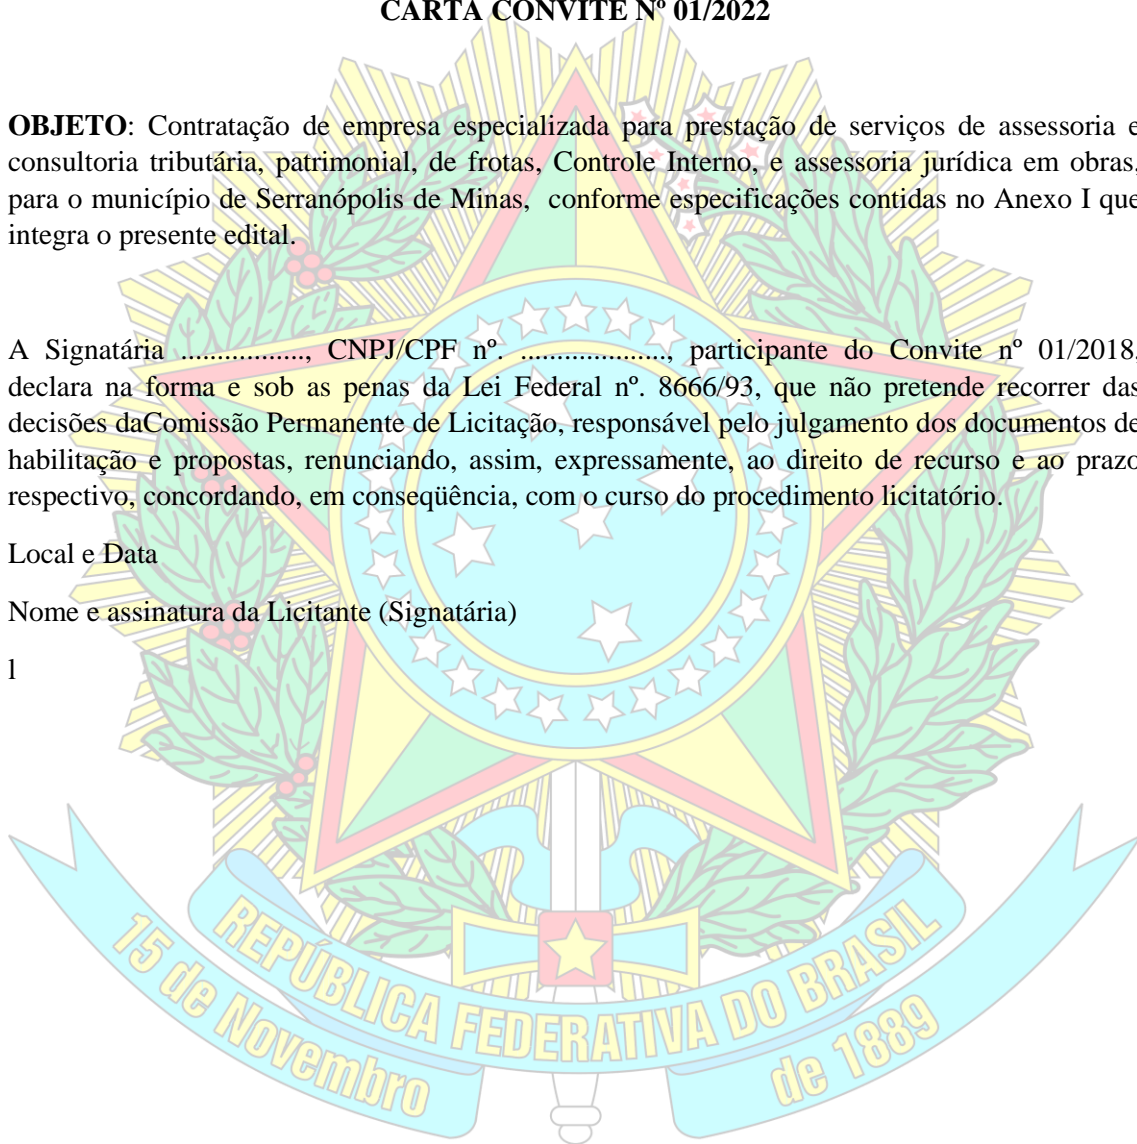 CARTA CONVITE Nº 01/2022
OBJETO: Contratação de empresa especializada para prestação de serviços de assessoria e
consultoria tributária, patrimonial, de frotas, Controle Interno, e assessoria jurídica em obras,
para o município de Serranópolis de Minas, conforme especificações contidas no Anexo I que
integra o presente edital.
A Signatária ................., CNPJ/CPF nº. ...................., participante do Convite nº 01/2018,
declara na forma e sob as penas da Lei Federal nº. 8666/93, que não pretende recorrer das
decisões daComissão Permanente de Licitação, responsável pelo julgamento dos documentos de
habilitação e propostas, renunciando, assim, expressamente, ao direito de recurso e ao prazo
respectivo, concordando, em conseqüência, com o curso do procedimento licitatório.
Local e Data
Nome e assinatura da Licitante (Signatária)
l
REPÚBLICA FEDERATIVA DO BRASIL
15 de Novembro de 1889